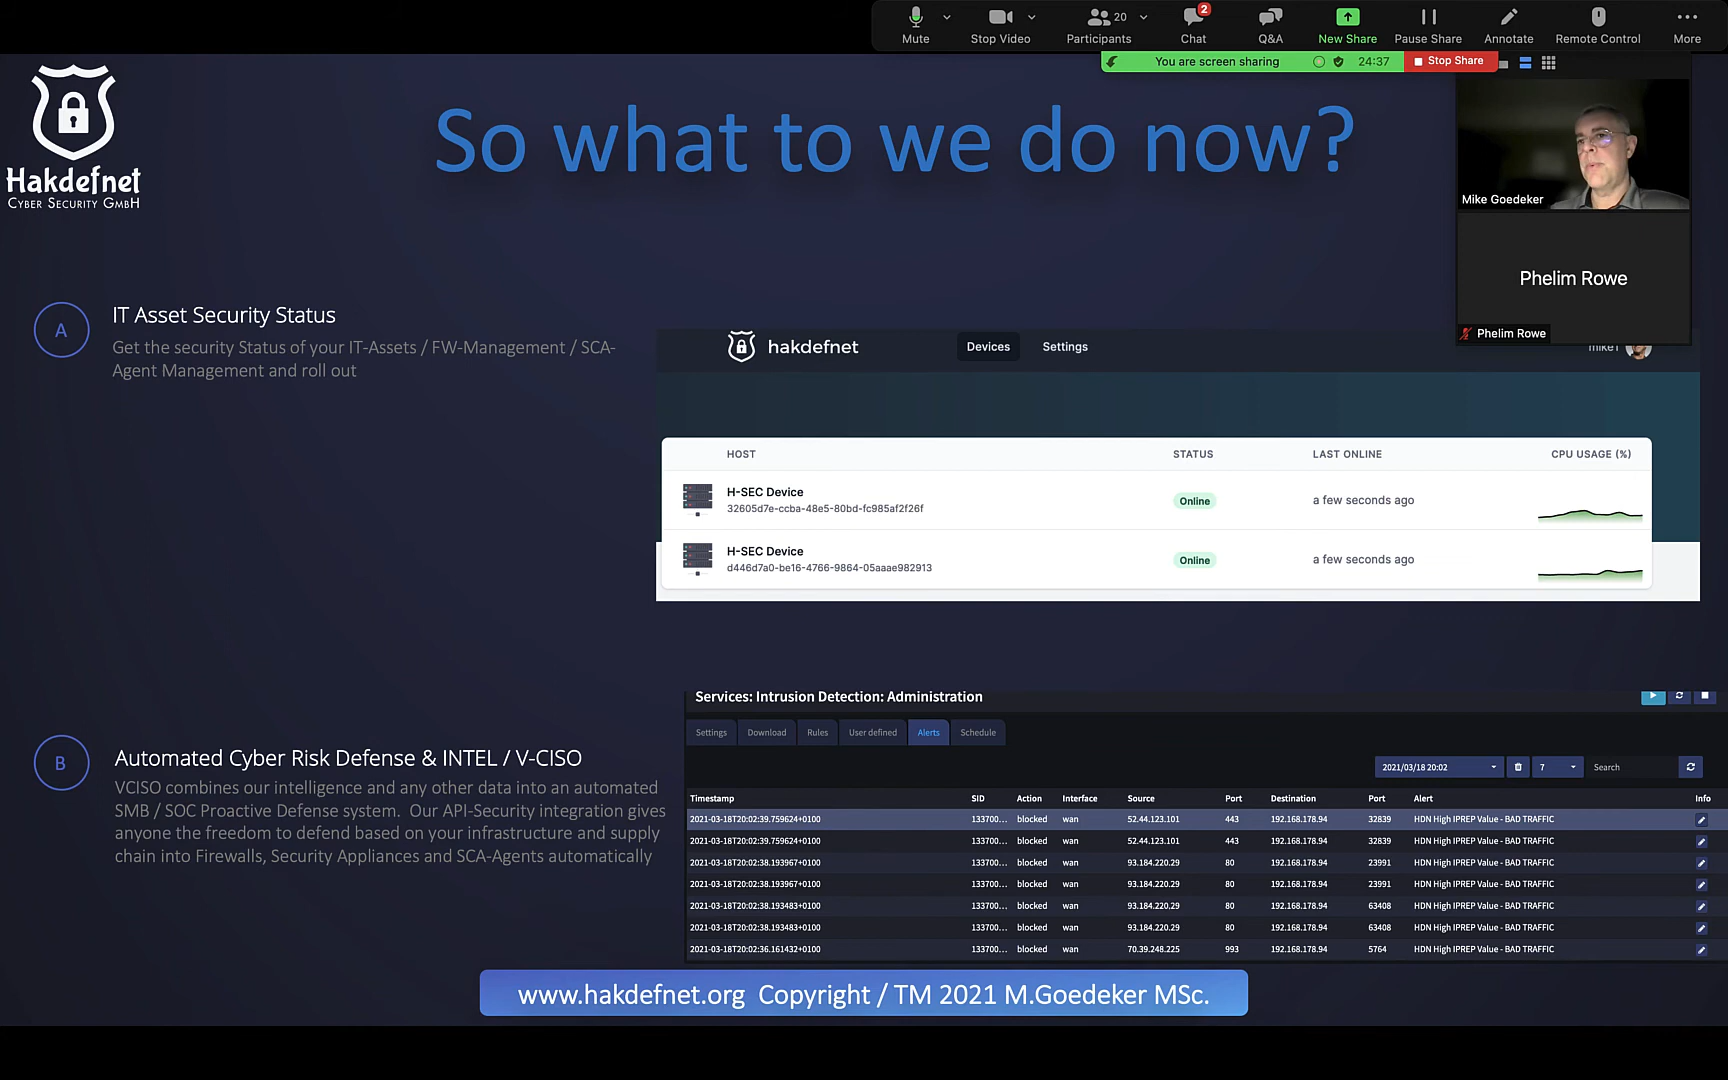 Mute
Stop Video
20
Participants
2
Chat
Q&A
New Share
Pause Share
Annotate
Remote Control
More
You are screen sharing
24:37
Stop Share
Hakdefnet
Cyber Security GmbH
So what to we do now?
Mike Goedeker
Phelim Rowe
Phelim Rowe
A
IT Asset Security Status
Get the security Status of your IT-Assets / FW-Management / SCA-
Agent Management and roll out
hakdefnet
Devices
Settings
mike1
HOST STATUS LAST ONLINE CPU USAGE (%)
H-SEC Device
32605d7e-ccba-48e5-80bd-fc985af2f26f
Online
a few seconds ago
H-SEC Device
d446d7a0-be16-4766-9864-05aaae982913
Online
a few seconds ago
B
Automated Cyber Risk Defense & INTEL / V-CISO
VCISO combines our intelligence and any other data into an automated
SMB / SOC Proactive Defense system.  Our API-Security integration gives
anyone the freedom to defend based on your infrastructure and supply
chain into Firewalls, Security Appliances and SCA-Agents automatically
Services: Intrusion Detection: Administration
Settings Download Rules User defined Alerts Schedule
2021/03/18 20:02 7 Search
Timestamp SID Action Interface Source Port Destination Port Alert Info
2021-03-18T20:02:39.759624+0100 133700... blocked wan 52.44.123.101 443 192.168.178.94 32839 HDN High IPREP Value - BAD TRAFFIC
2021-03-18T20:02:39.759624+0100 133700... blocked wan 52.44.123.101 443 192.168.178.94 32839 HDN High IPREP Value - BAD TRAFFIC
2021-03-18T20:02:38.193967+0100 133700... blocked wan 93.184.220.29 80 192.168.178.94 23991 HDN High IPREP Value - BAD TRAFFIC
2021-03-18T20:02:38.193967+0100 133700... blocked wan 93.184.220.29 80 192.168.178.94 23991 HDN High IPREP Value - BAD TRAFFIC
2021-03-18T20:02:38.193483+0100 133700... blocked wan 93.184.220.29 80 192.168.178.94 63408 HDN High IPREP Value - BAD TRAFFIC
2021-03-18T20:02:38.193483+0100 133700... blocked wan 93.184.220.29 80 192.168.178.94 63408 HDN High IPREP Value - BAD TRAFFIC
2021-03-18T20:02:36.161432+0100 133700... blocked wan 70.39.248.225 993 192.168.178.94 5764 HDN High IPREP Value - BAD TRAFFIC
www.hakdefnet.org  Copyright / TM 2021 M.Goedeker MSc.